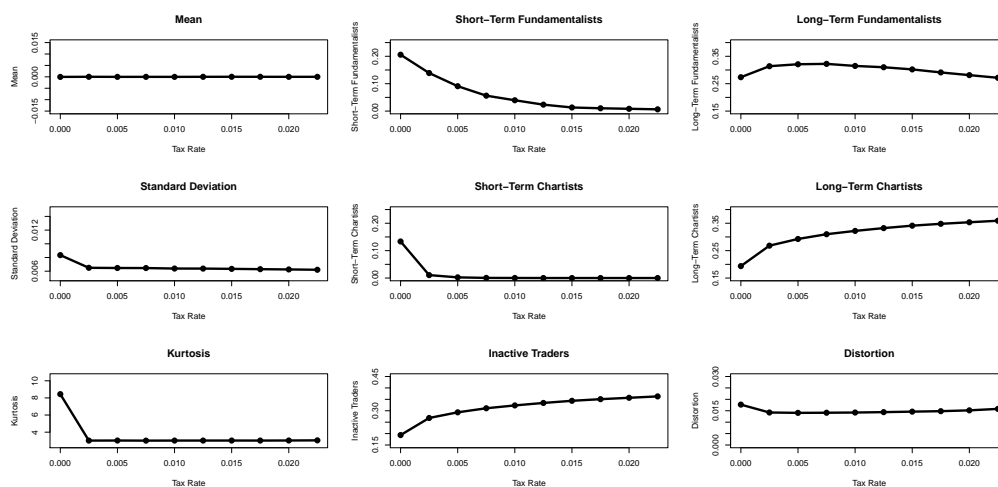 Mean
Mean
0.015
0.000
−0.015
0.000 0.005 0.010 0.015 0.020
Tax Rate
Short−Term Fundamentalists
Short−Term Fundamentalists
0.20
0.10
0.00
0.000 0.005 0.010 0.015 0.020
Tax Rate
Long−Term Fundamentalists
Long−Term Fundamentalists
0.35
0.25
0.15
0.000 0.005 0.010 0.015 0.020
Tax Rate
Standard Deviation
Standard Deviation
0.012
0.006
0.000 0.005 0.010 0.015 0.020
Tax Rate
Short−Term Chartists
Short−Term Chartists
0.20
0.10
0.00
0.000 0.005 0.010 0.015 0.020
Tax Rate
Long−Term Chartists
Long−Term Chartists
0.35
0.25
0.15
0.000 0.005 0.010 0.015 0.020
Tax Rate
Kurtosis
Kurtosis
10
8
6
4
0.000 0.005 0.010 0.015 0.020
Tax Rate
Inactive Traders
Inactive Traders
0.45
0.30
0.15
0.000 0.005 0.010 0.015 0.020
Tax Rate
Distortion
Distortion
0.030
0.015
0.000
0.000 0.005 0.010 0.015 0.020
Tax Rate